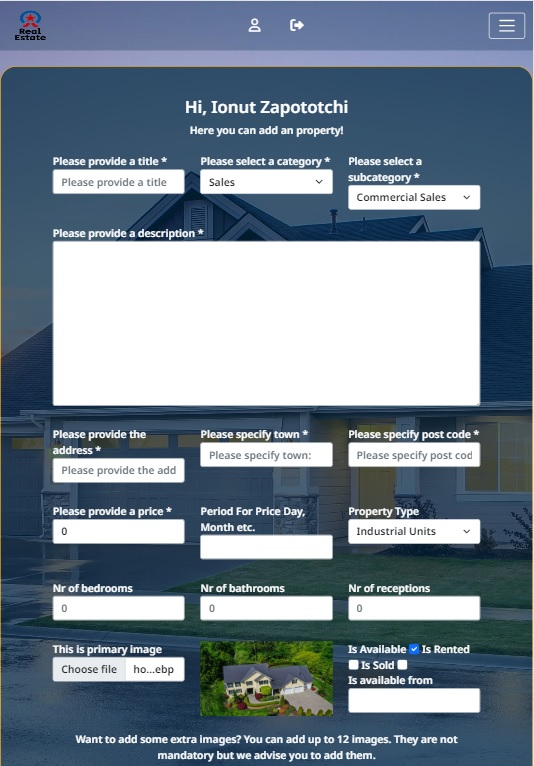 Real
Estate
Hi, Ionut Zapototchi
Here you can add an property!
Please provide a title *
Please provide a title
Please select a category *
Sales
Please select a
subcategory *
Commercial Sales
Please provide a description *
Please provide the
address *
Please provide the add
Please specify town *
Please specify town:
Please specify post code *
Please specify post cod
Please provide a price *
0
Period For Price Day,
Month etc.
Property Type
Industrial Units
Nr of bedrooms
0
Nr of bathrooms
0
Nr of receptions
0
This is primary image
Choose file ho...ebp
Is Available Is Rented
Is Sold
Is available from
Want to add some extra images? You can add up to 12 images. They are not
mandatory but we advise you to add them.